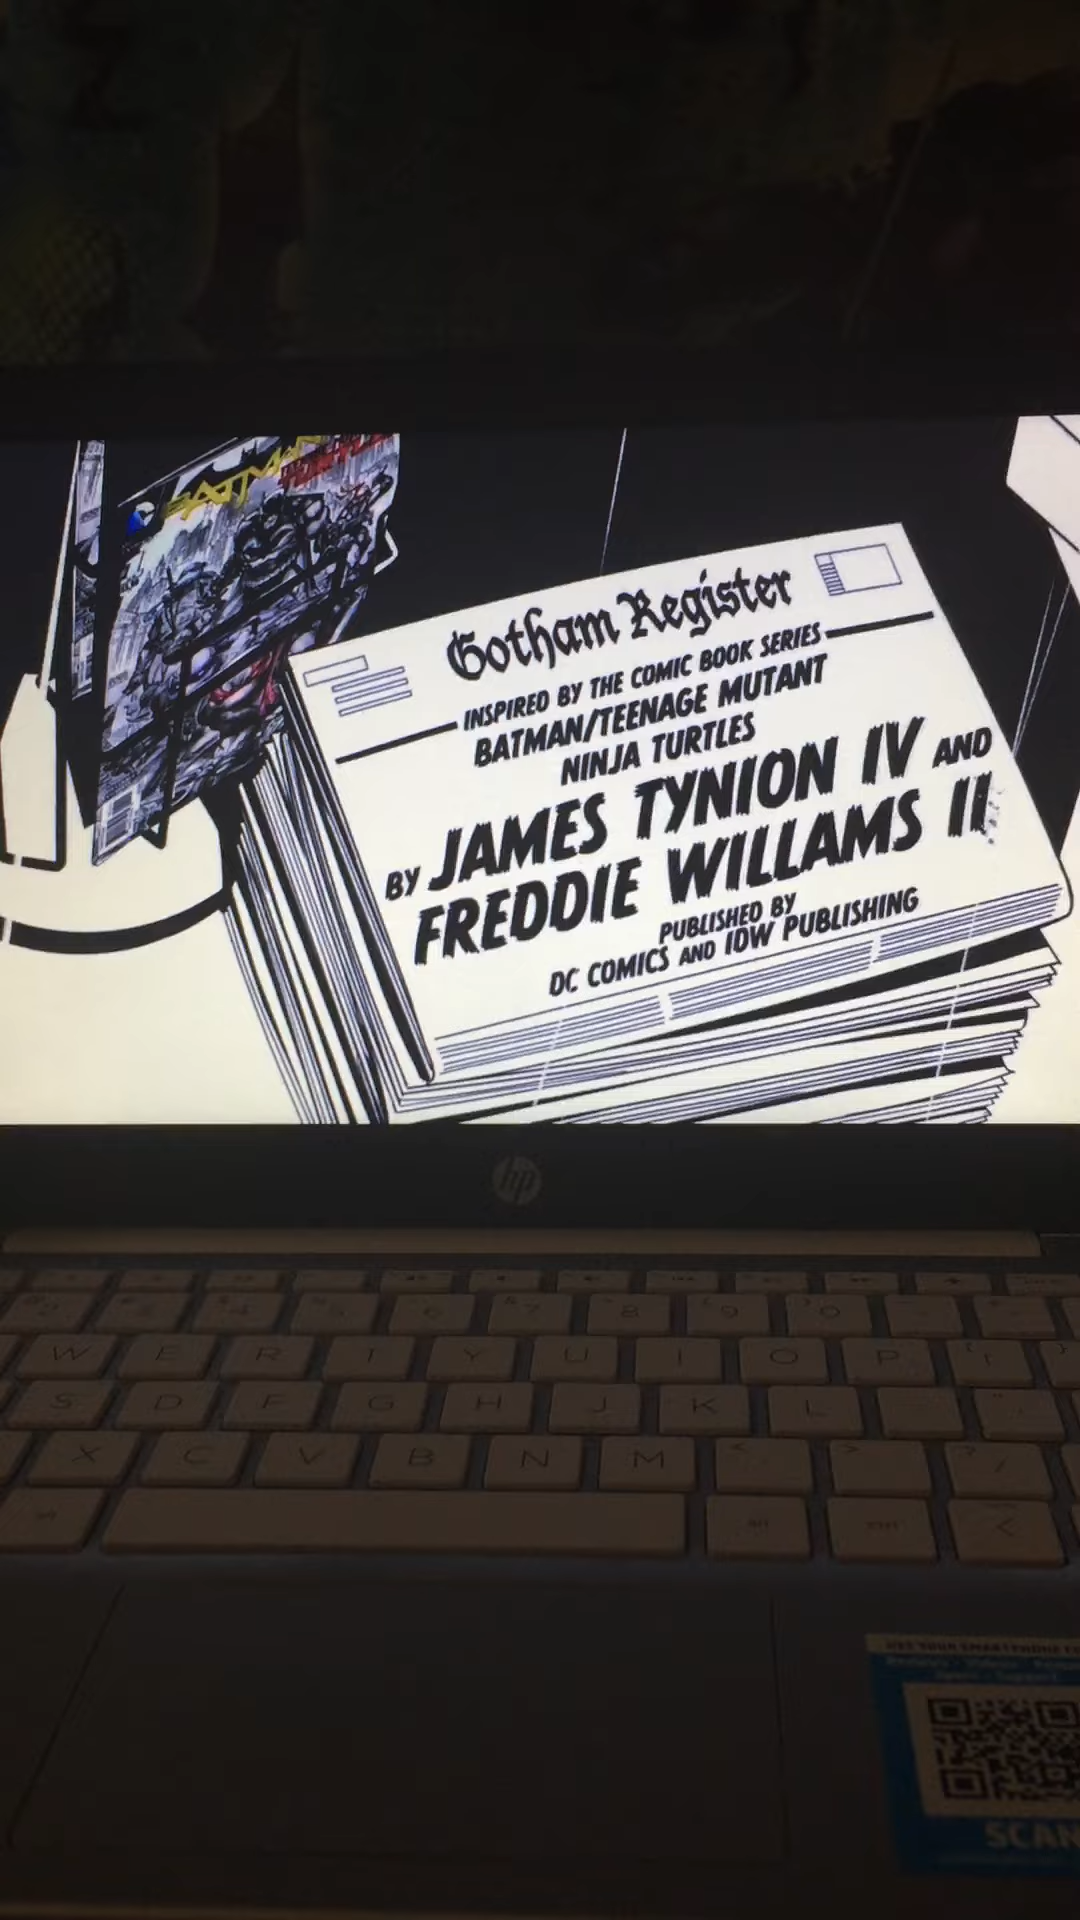 BATMAN
Gotham Register
INSPIRED BY THE COMIC BOOK SERIES
BATMAN/TEENAGE MUTANT
NINJA TURTLES
BY JAMES TYNION IV AND
FREDDIE WILLAMS II
PUBLISHED BY
DC COMICS AND IDW PUBLISHING
hp
W E R T Y U I O P
S D F G H J K L
X C V B N M
SCAN